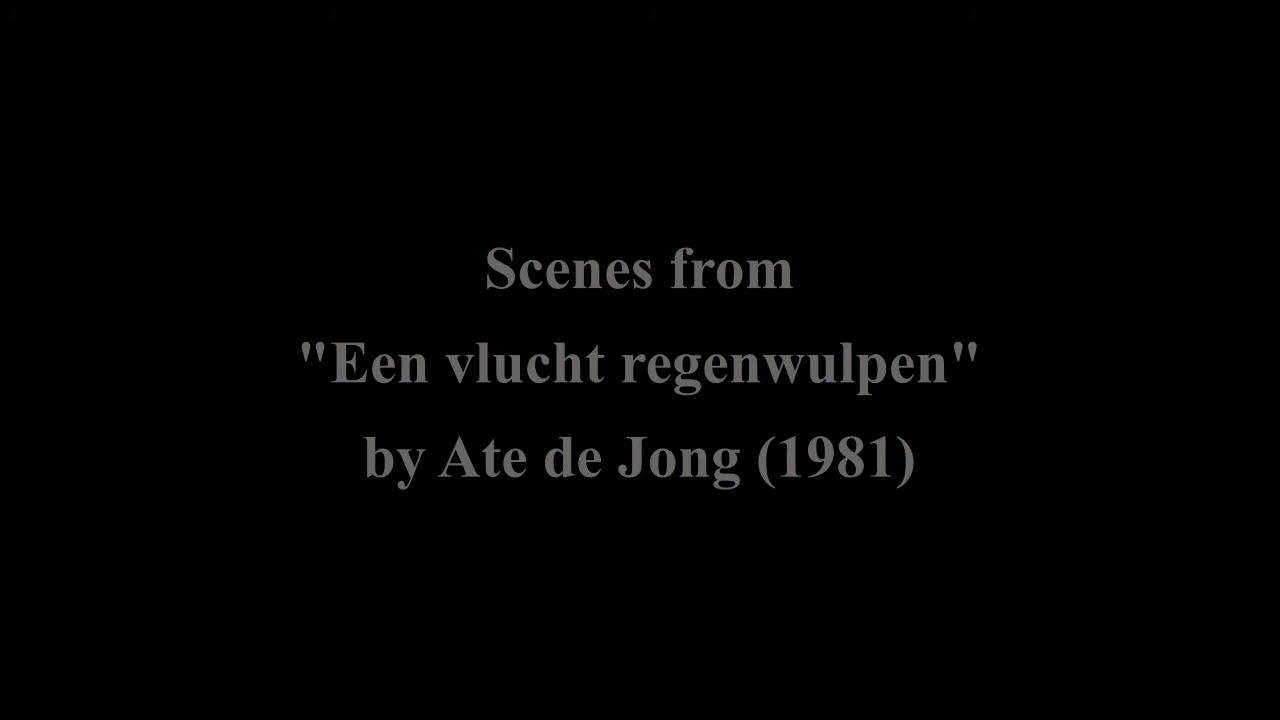 Scenes from
"Een vlucht regenwulpen"
by Ate de Jong (1981)